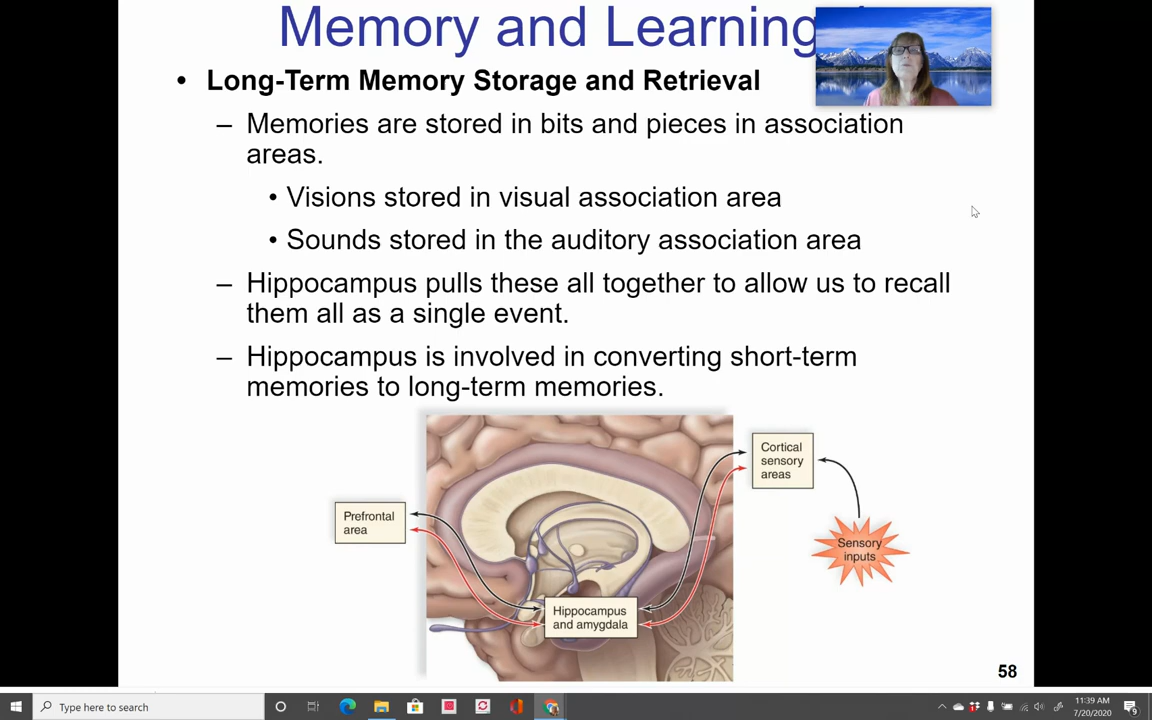 Memory and Learning
• Long-Term Memory Storage and Retrieval
– Memories are stored in bits and pieces in association
areas.
• Visions stored in visual association area
• Sounds stored in the auditory association area
– Hippocampus pulls these all together to allow us to recall
them all as a single event.
– Hippocampus is involved in converting short-term
memories to long-term memories.
Cortical
sensory
areas
Prefrontal
area
Sensory
inputs
Hippocampus
and amygdala
58
Type here to search
11:39 AM
7/20/2020
9